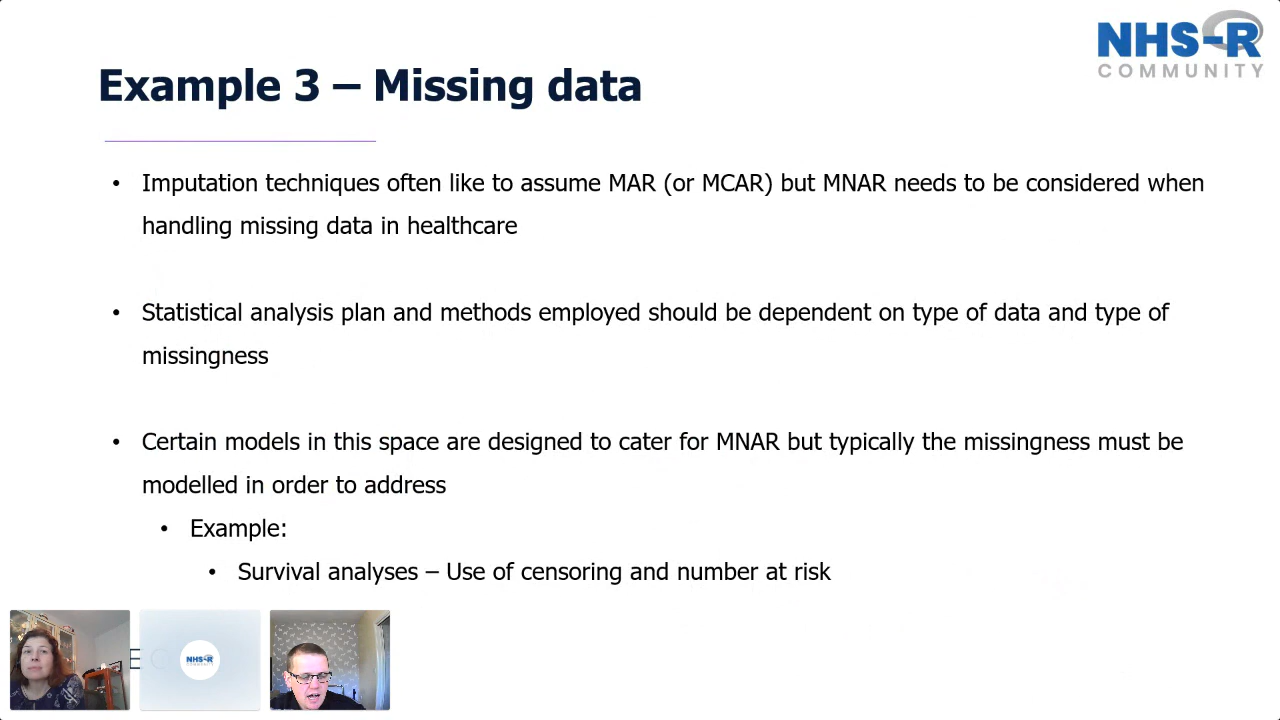 NHS-R
COMMUNITY
Example 3 – Missing data
• Imputation techniques often like to assume MAR (or MCAR) but MNAR needs to be considered when
handling missing data in healthcare
• Statistical analysis plan and methods employed should be dependent on type of data and type of
missingness
• Certain models in this space are designed to cater for MNAR but typically the missingness must be
modelled in order to address
• Example:
• Survival analyses – Use of censoring and number at risk
NHS-R
COMMUNITY